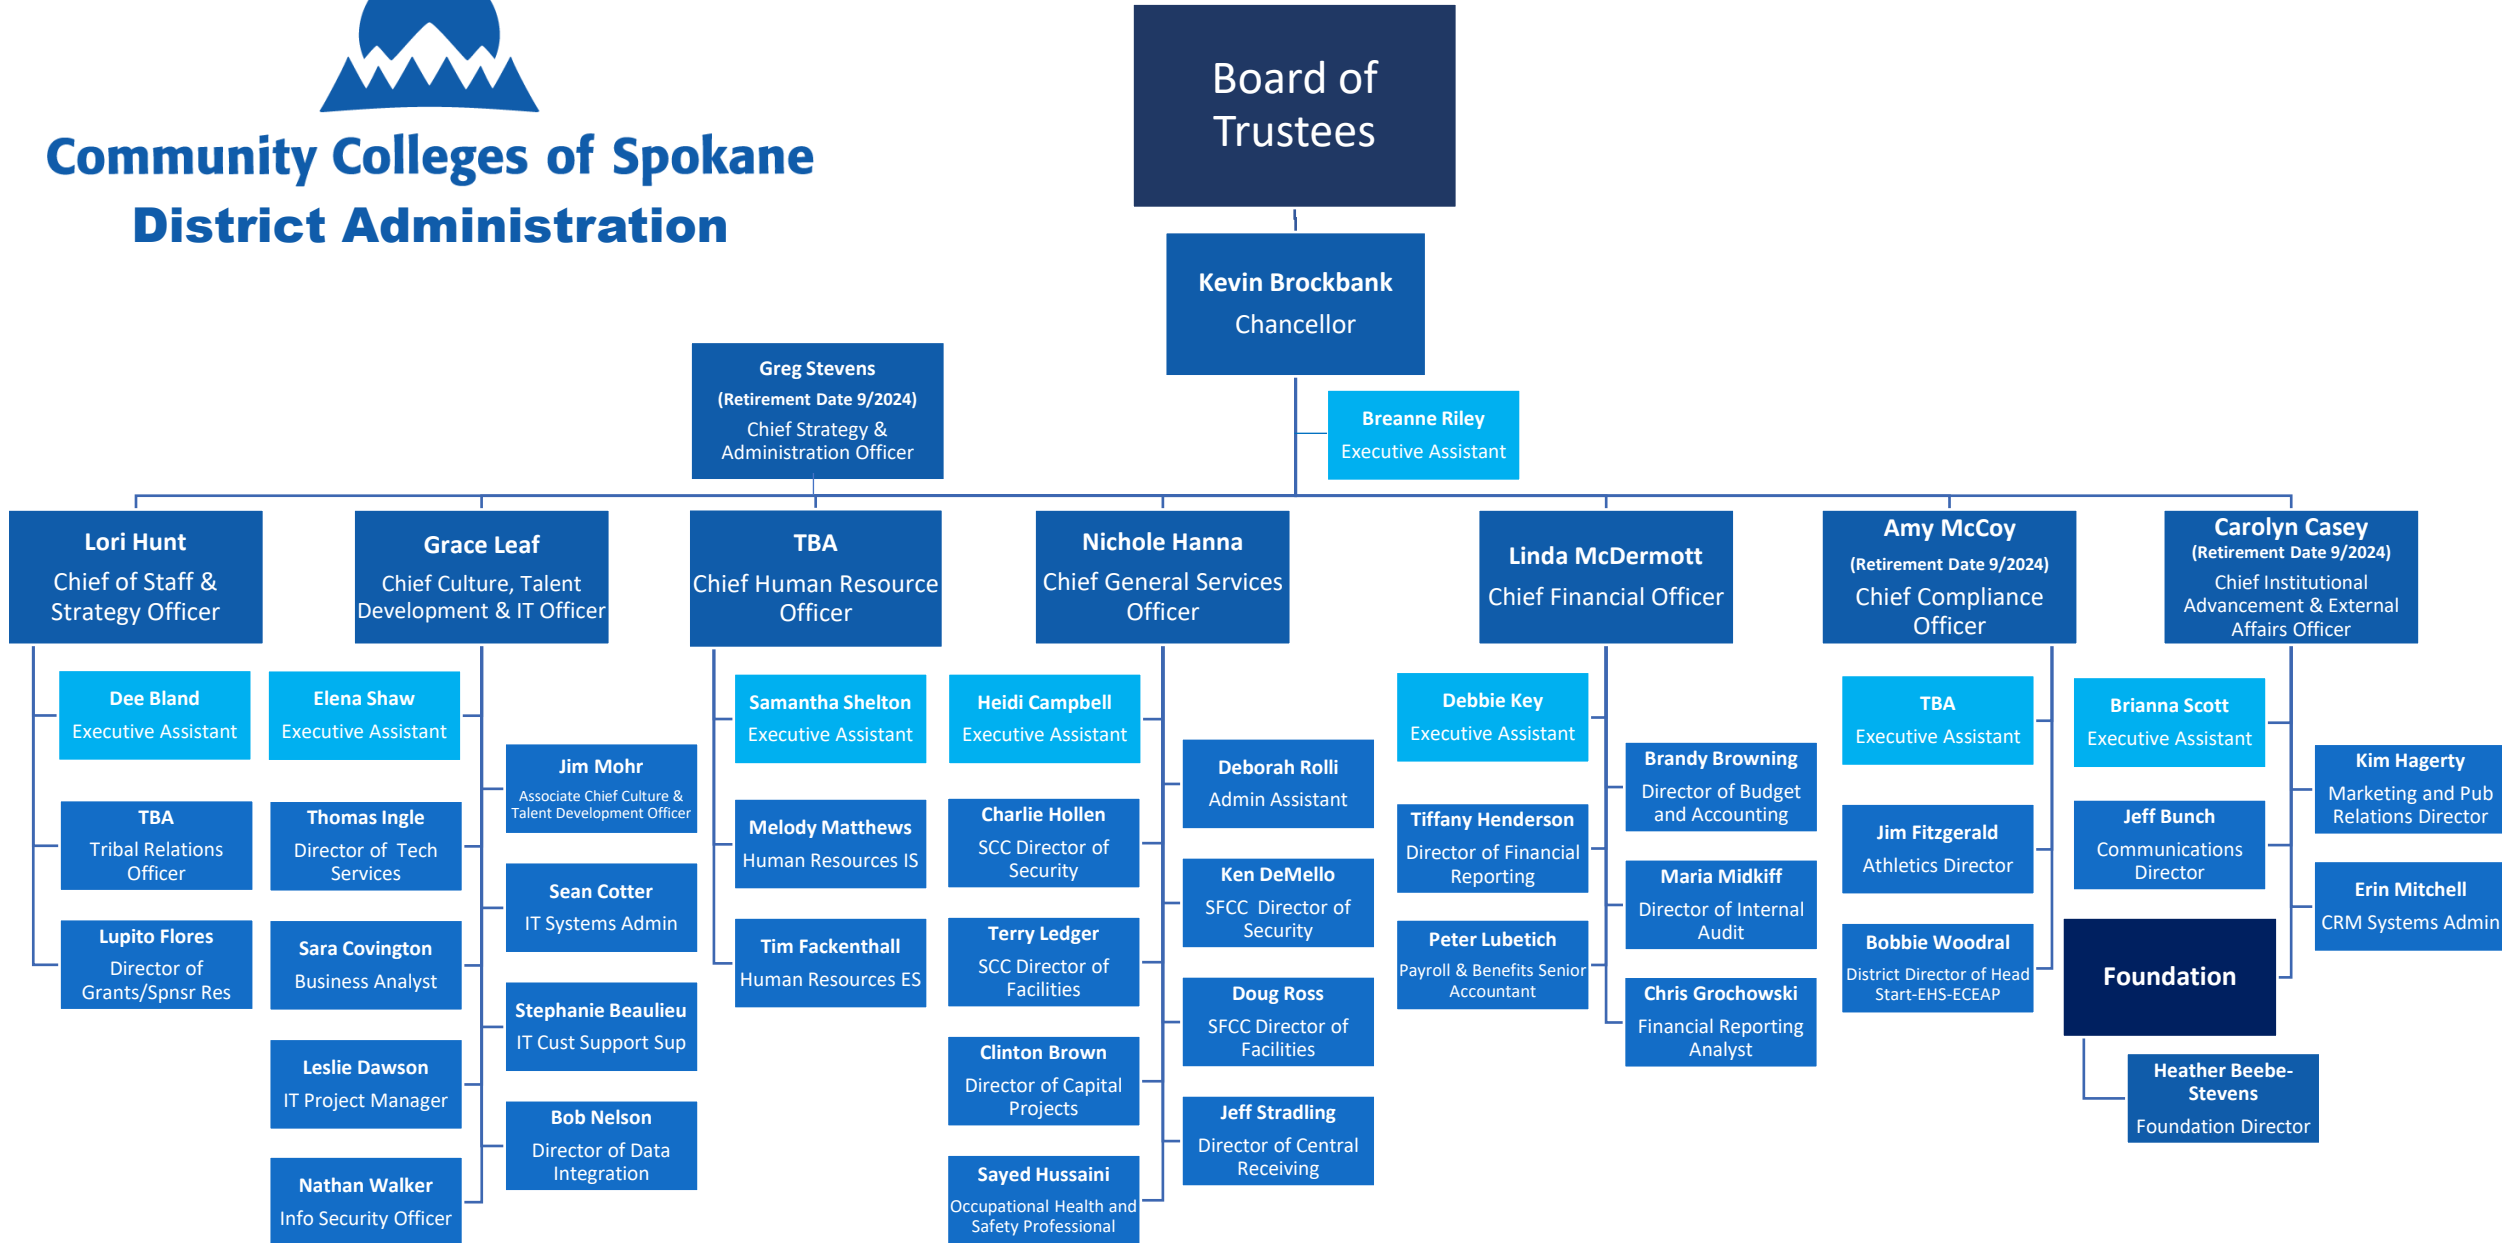 Community Colleges of Spokane
District Administration
Board of
Trustees
Kevin Brockbank
Chancellor
Greg Stevens
(Retirement Date 9/2024)
Chief Strategy &
Administration Officer
Breanne Riley
Executive Assistant
Lori Hunt
Chief of Staff &
Strategy Officer
Dee Bland
Executive Assistant
TBA
Tribal Relations
Officer
Lupito Flores
Director of
Grants/Spnsr Res
Grace Leaf
Chief Culture, Talent
Development & IT Officer
Elena Shaw
Executive Assistant
Jim Mohr
Associate Chief Culture &
Talent Development Officer
Thomas Ingle
Director of Tech
Services
Sean Cotter
IT Systems Admin
Sara Covington
Business Analyst
Stephanie Beaulieu
IT Cust Support Sup
Leslie Dawson
IT Project Manager
Bob Nelson
Director of Data
Integration
Nathan Walker
Info Security Officer
TBA
Chief Human Resource
Officer
Samantha Shelton
Executive Assistant
Melody Matthews
Human Resources IS
Tim Fackenthall
Human Resources ES
Nichole Hanna
Chief General Services
Officer
Heidi Campbell
Executive Assistant
Deborah Rolli
Admin Assistant
Charlie Hollen
SCC Director of
Security
Ken DeMello
SFCC Director of
Security
Terry Ledger
SCC Director of
Facilities
Doug Ross
SFCC Director of
Facilities
Clinton Brown
Director of Capital
Projects
Jeff Stradling
Director of Central
Receiving
Sayed Hussaini
Occupational Health and
Safety Professional
Linda McDermott
Chief Financial Officer
Debbie Key
Executive Assistant
Brandy Browning
Director of Budget
and Accounting
Tiffany Henderson
Director of Financial
Reporting
Maria Midkiff
Director of Internal
Audit
Peter Lubetich
Payroll & Benefits Senior
Accountant
Chris Grochowski
Financial Reporting
Analyst
Amy McCoy
(Retirement Date 9/2024)
Chief Compliance
Officer
TBA
Executive Assistant
Jim Fitzgerald
Athletics Director
Bobbie Woodral
District Director of Head
Start-EHS-ECEAP
Carolyn Casey
(Retirement Date 9/2024)
Chief Institutional
Advancement & External
Affairs Officer
Brianna Scott
Executive Assistant
Kim Hagerty
Marketing and Pub
Relations Director
Jeff Bunch
Communications
Director
Erin Mitchell
CRM Systems Admin
Foundation
Heather Beebe-
Stevens
Foundation Director